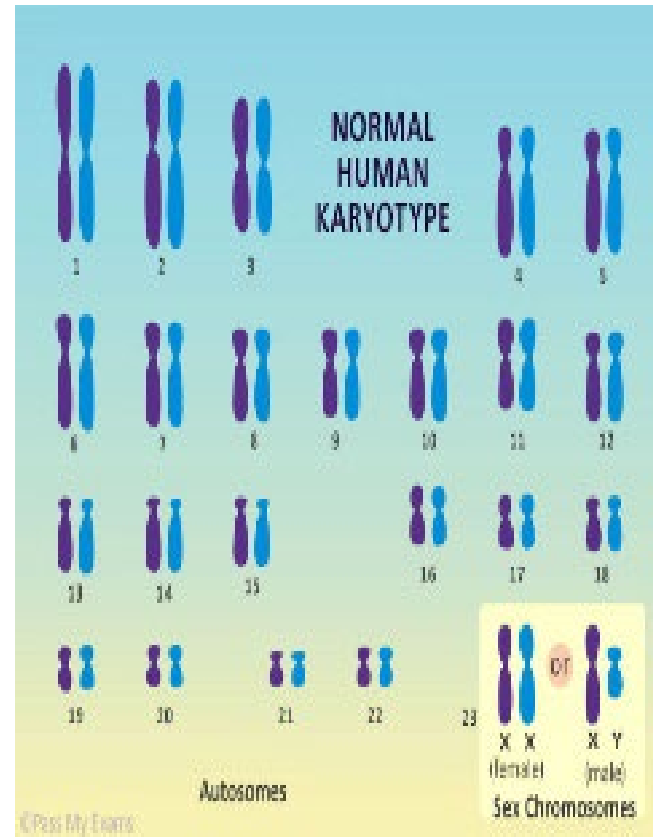 NORMAL
HUMAN
KARYOTYPE
1 2 3 4 5
6 7 8 9 10 11 12
13 14 15 16 17 18
19 20 21 22 23
or
X X X Y
(female) (male)
Autosomes
Sex Chromosomes
©Pass My Exams